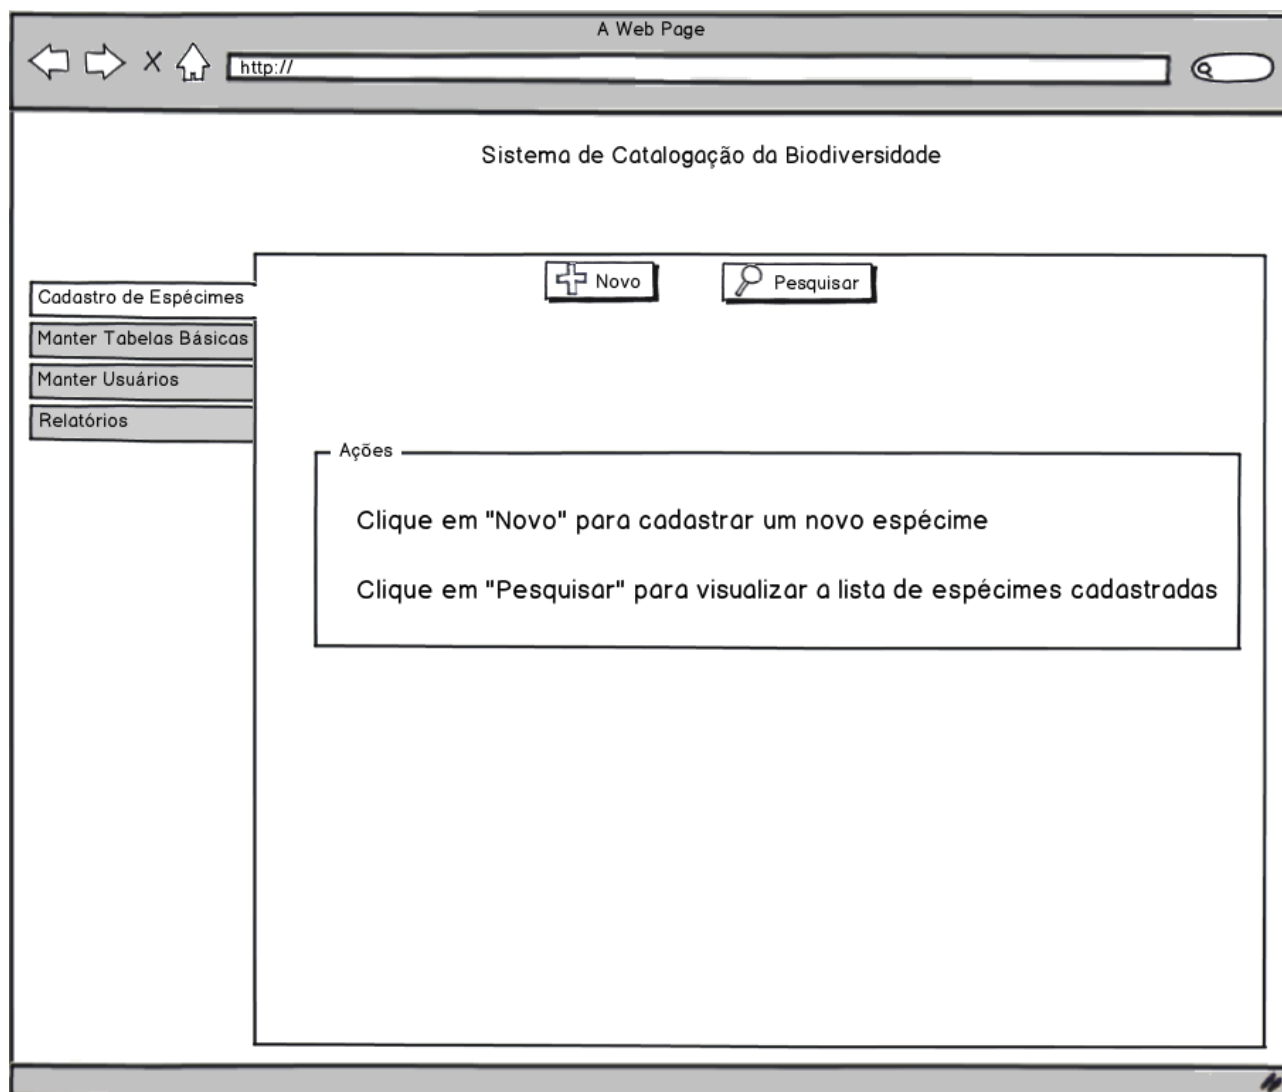 A Web Page
http://
Sistema de Catalogação da Biodiversidade
Novo
Pesquisar
Cadastro de Espécimes
Manter Tabelas Básicas
Manter Usuários
Relatórios
Ações
Clique em "Novo" para cadastrar um novo espécime
Clique em "Pesquisar" para visualizar a lista de espécimes cadastradas